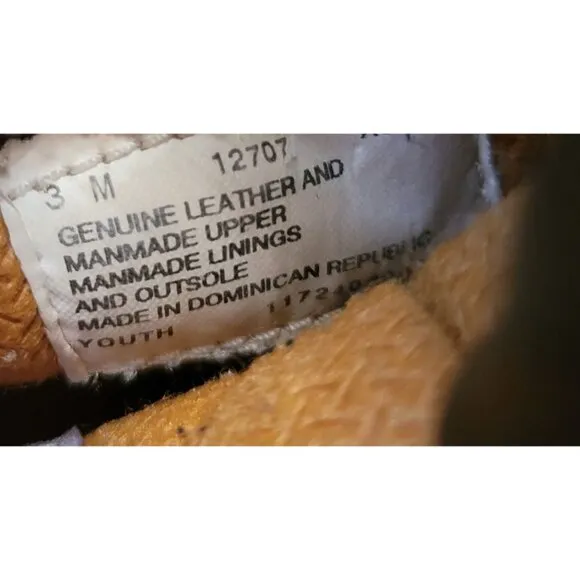 3 M 12707
GENUINE LEATHER AND
MANMADE UPPER
MANMADE LININGS
AND OUTSOLE
MADE IN DOMINICAN REPUBLIC
YOUTH